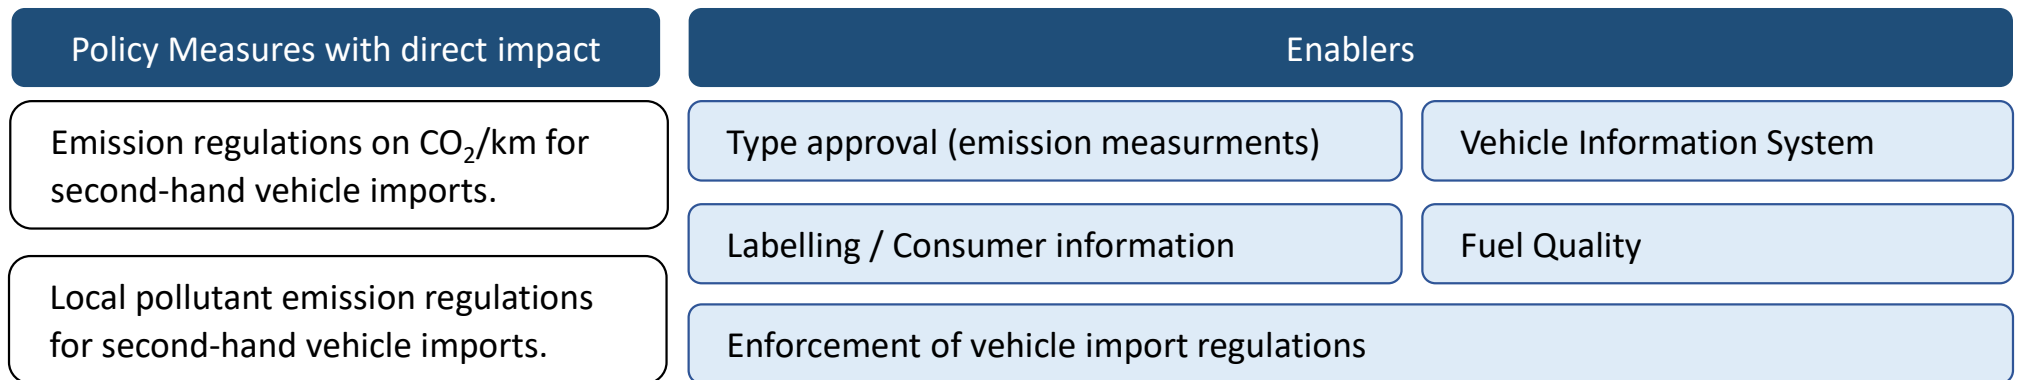 Policy Measures with direct impact
Enablers
Emission regulations on CO₂/km for
second-hand vehicle imports.
Local pollutant emission regulations
for second-hand vehicle imports.
Type approval (emission measurments)
Vehicle Information System
Labelling / Consumer information
Fuel Quality
Enforcement of vehicle import regulations